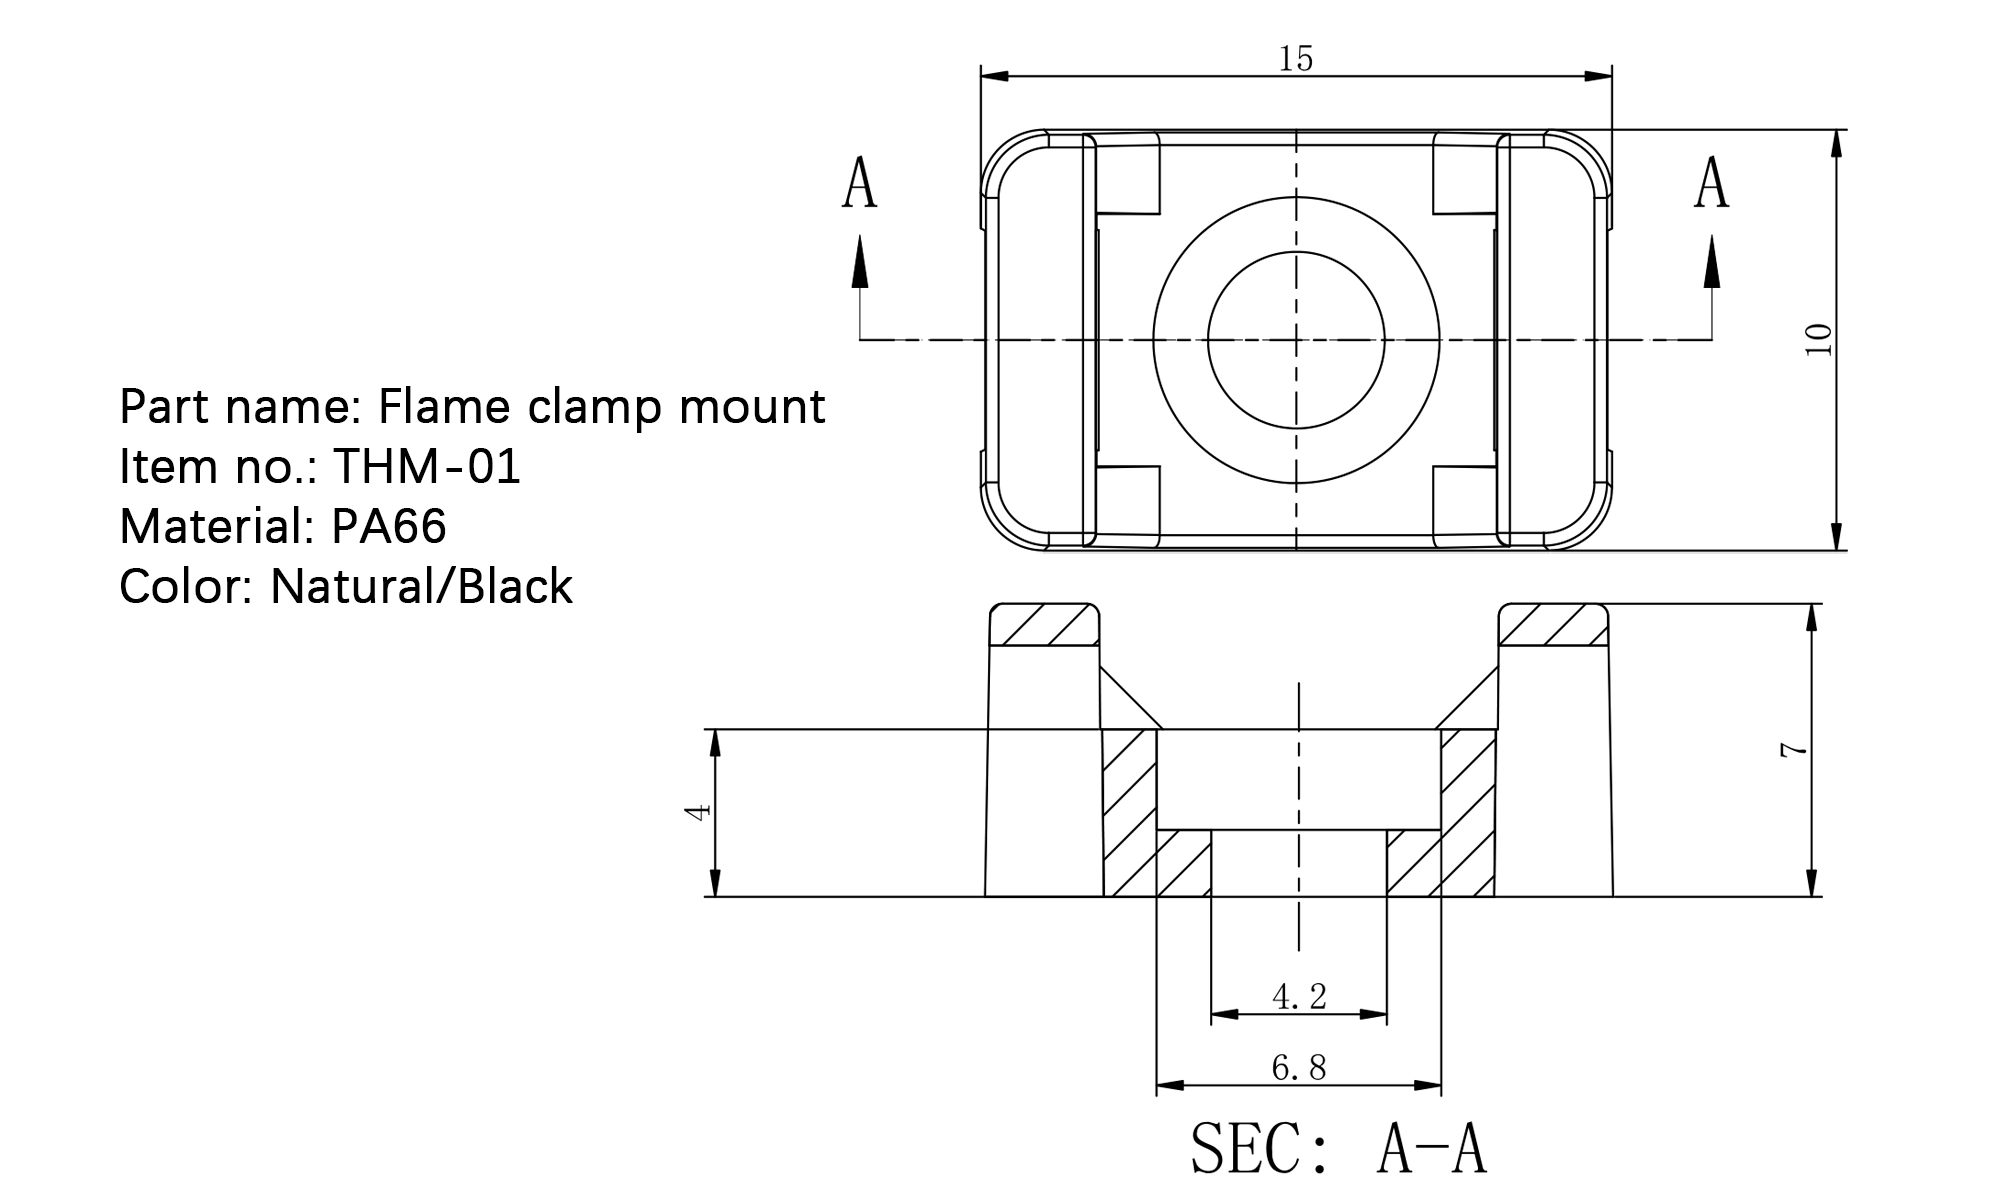 15
A A
10
Part name: Flame clamp mount
Item no.: THM-01
Material: PA66
Color: Natural/Black
7
4
4.2
6.8
SEC: A-A